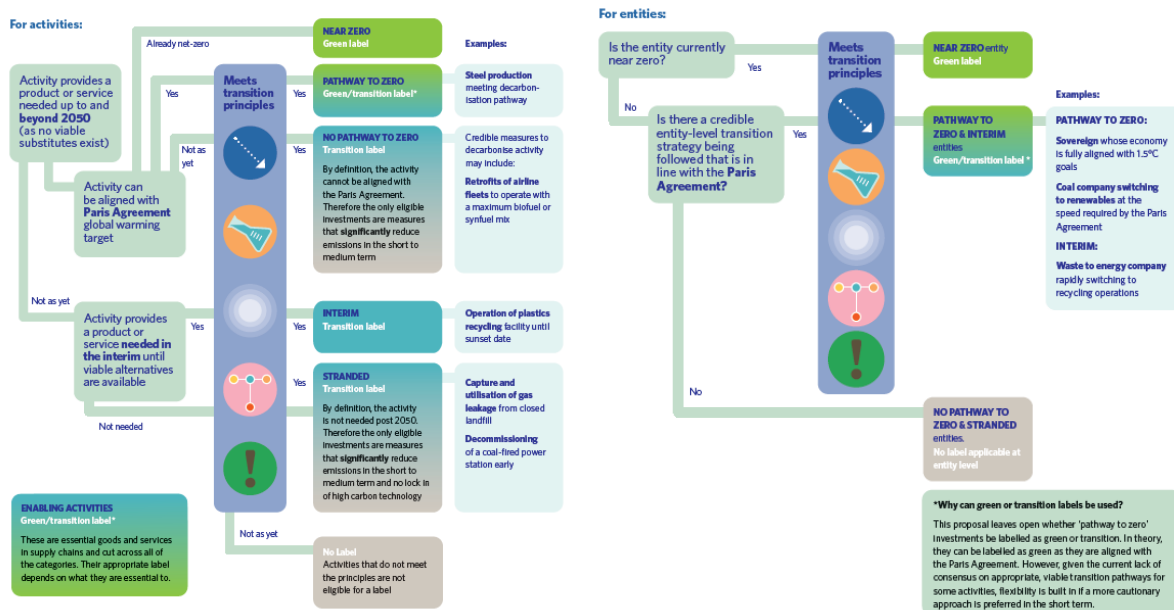 For activities:
Already net-zero
NEAR ZERO
Green label
Examples:
Activity provides a
product or service
needed up to and
beyond 2050
(as no viable
substitutes exist)
Yes
Meets
transition
principles
Yes
PATHWAY TO ZERO
Green/transition label*
Steel production
meeting decarbon-
isation pathway
Not as
yet
Yes
NO PATHWAY TO ZERO
Transition label
By definition, the activity
cannot be aligned with
the Paris Agreement.
Therefore the only eligible
investments are measures
that significantly reduce
emissions in the short to
medium term
Credible measures to
decarbonise activity
may include:
Retrofits of airline
fleets to operate with
a maximum biofuel or
synfuel mix
Activity can
be aligned with
Paris Agreement
global warming
target
Not as yet
Activity provides
a product or
service needed
in the interim until
viable alternatives
are available
Yes
Yes
INTERIM
Transition label
Operation of plastics
recycling facility until
sunset date
Not needed
Yes
STRANDED
Transition label
By definition, the activity
is not needed post 2050.
Therefore the only eligible
investments are measures
that significantly reduce
emissions in the short to
medium term and no lock in
of high carbon technology
Capture and
utilisation of gas
leakage from closed
landfill
Decommissioning
of a coal-fired power
station early
ENABLING ACTIVITIES
Green/transition label*
These are essential goods and services
in supply chains and cut across all of
the categories. Their appropriate label
depends on what they are essential to.
Not as yet
No Label
Activities that do not meet
the principles are not
eligible for a label
For entities:
Is the entity currently
near zero?
Yes
Meets
transition
principles
NEAR ZERO entity
Green label
No
Is there a credible
entity-level transition
strategy being
followed that is in
line with the Paris
Agreement?
Yes
PATHWAY TO
ZERO & INTERIM
entities
Green/transition label *
Examples:
PATHWAY TO ZERO:
Sovereign whose economy
is fully aligned with 1.5°C
goals
Coal company switching
to renewables at the
speed required by the Paris
Agreement
INTERIM:
Waste to energy company
rapidly switching to
recycling operations
No
NO PATHWAY TO
ZERO & STRANDED
entities.
No label applicable at
entity level
*Why can green or transition labels be used?
This proposal leaves open whether 'pathway to zero'
investments be labelled as green or transition. In theory,
they can be labelled as green as they are aligned with
the Paris Agreement. However, given the current lack of
consensus on appropriate, viable transition pathways for
some activities, flexibility is built in if a more cautionary
approach is preferred in the short term.